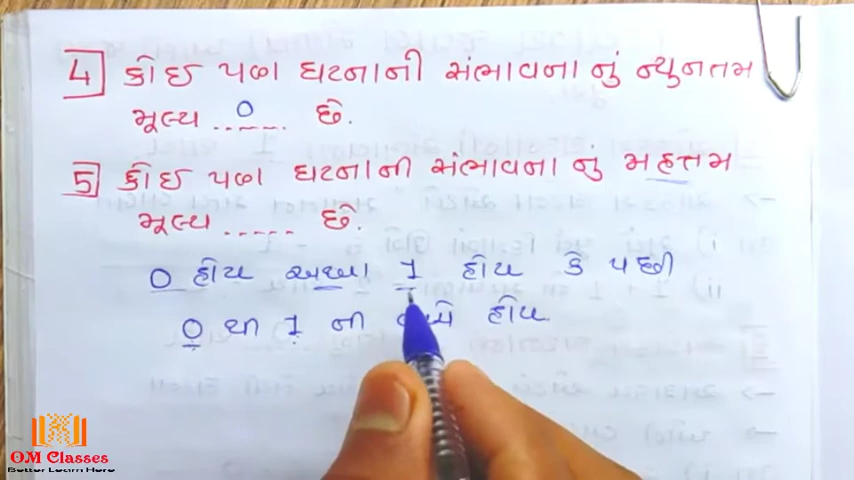 4 કોઈ પણ ઘટનાની સંભાવના નું ન્યુનતમ
મૂલ્ય ..0... છે.
5 કોઈ પણ ઘટનાની સંભાવના નું મહત્તમ
મૂલ્ય ..... છે.
0 હોય અથવા 1 હોય કે પછી
0 થી 1 ની વચ્ચે હોય
OM Classes
Better Learn Here